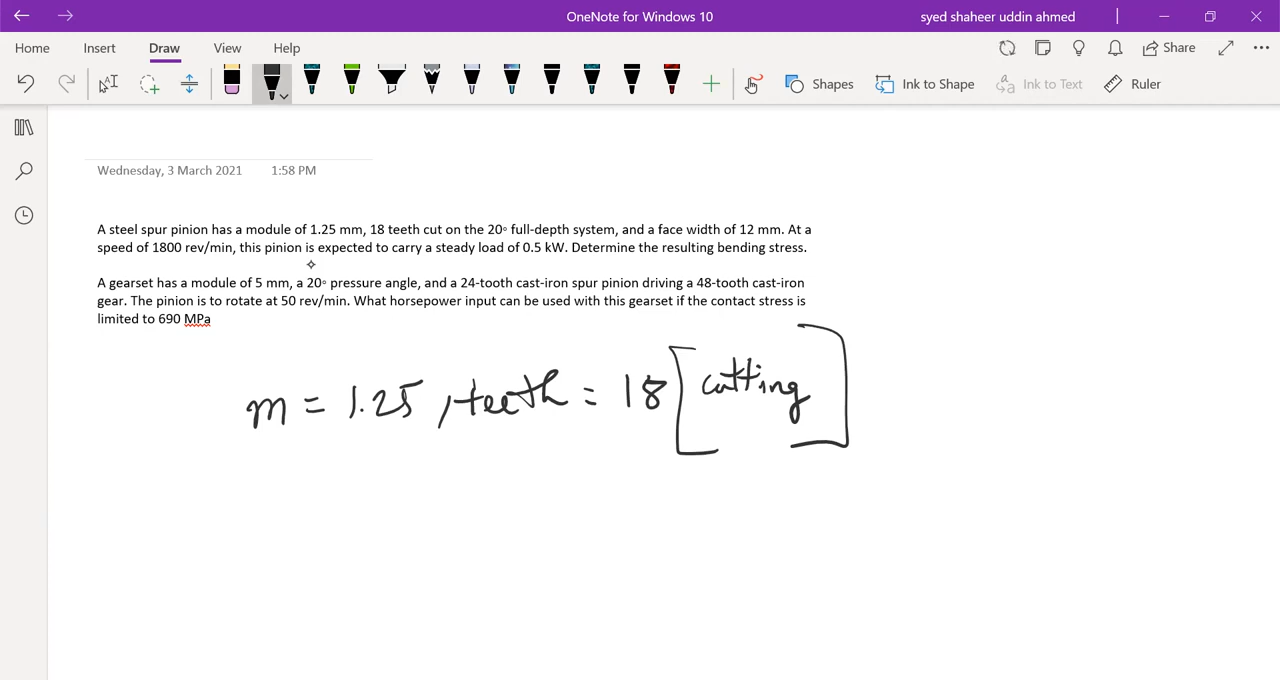 OneNote for Windows 10
syed shaheer uddin ahmed
Home Insert Draw View Help
Share
Shapes Ink to Shape Ink to Text Ruler
Wednesday, 3 March 2021 1:58 PM
A steel spur pinion has a module of 1.25 mm, 18 teeth cut on the 20° full-depth system, and a face width of 12 mm. At a
speed of 1800 rev/min, this pinion is expected to carry a steady load of 0.5 kW. Determine the resulting bending stress.
A gearset has a module of 5 mm, a 20° pressure angle, and a 24-tooth cast-iron spur pinion driving a 48-tooth cast-iron
gear. The pinion is to rotate at 50 rev/min. What horsepower input can be used with this gearset if the contact stress is
limited to 690 MPa
m = 1.25 , teeth = 18 [cutting]